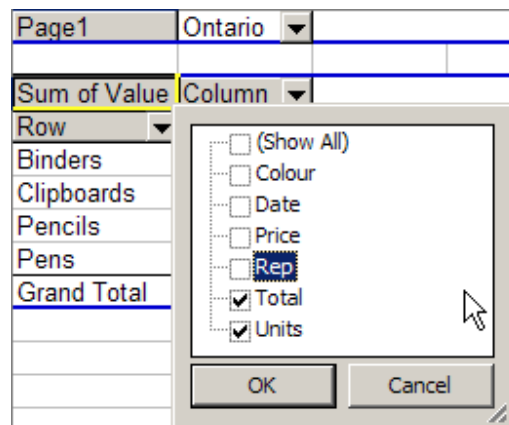 Page1 Ontario
Sum of Value Column
Row
Binders
Clipboards
Pencils
Pens
Grand Total
(Show All)
Colour
Date
Price
Rep
Total
Units
OK Cancel